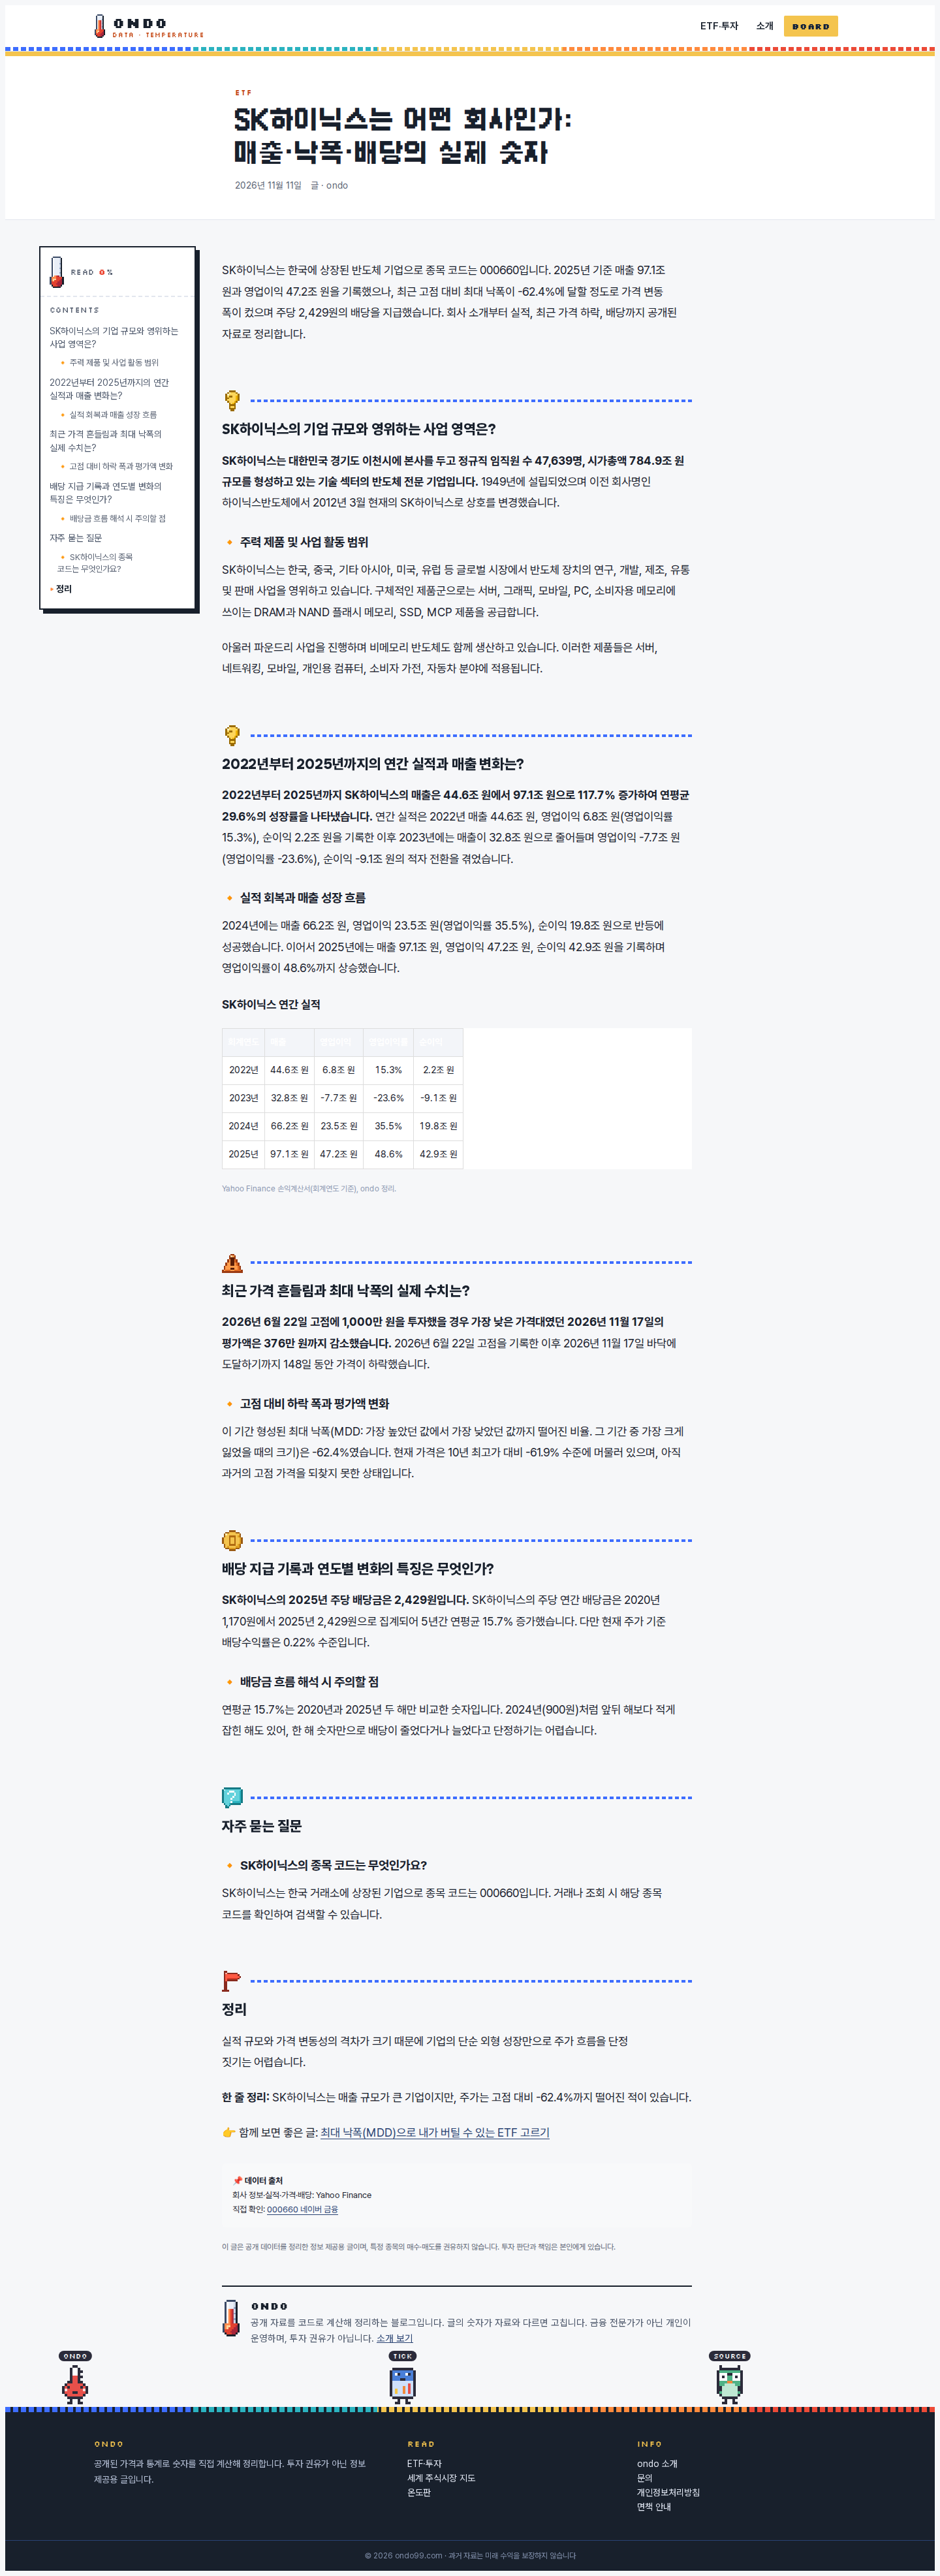 ONDO
DATA · TEMPERATURE
ETF·투자
소개
BOARD
ETF
SK하이닉스는 어떤 회사인가:
매출·낙폭·배당의 실제 숫자
2026년 11월 11일 글 · ondo
READ 0%
CONTENTS
SK하이닉스의 기업 규모와 영위하는
사업 영역은?
주력 제품 및 사업 활동 범위
2022년부터 2025년까지의 연간
실적과 매출 변화는?
실적 회복과 매출 성장 흐름
최근 가격 흔들림과 최대 낙폭의
실제 수치는?
고점 대비 하락 폭과 평가액 변화
배당 지급 기록과 연도별 변화의
특징은 무엇인가?
배당금 흐름 해석 시 주의할 점
자주 묻는 질문
SK하이닉스의 종목
코드는 무엇인가요?
정리
SK하이닉스는 한국에 상장된 반도체 기업으로 종목 코드는 000660입니다. 2025년 기준 매출 97.1조
원과 영업이익 47.2조 원을 기록했으나, 최근 고점 대비 최대 낙폭이 -62.4%에 달할 정도로 가격 변동
폭이 컸으며 주당 2,429원의 배당을 지급했습니다. 회사 소개부터 실적, 최근 가격 하락, 배당까지 공개된
자료로 정리합니다.
SK하이닉스의 기업 규모와 영위하는 사업 영역은?
SK하이닉스는 대한민국 경기도 이천시에 본사를 두고 정규직 임직원 수 47,639명, 시가총액 784.9조 원
규모를 형성하고 있는 기술 섹터의 반도체 전문 기업입니다. 1949년에 설립되었으며 이전 회사명인
하이닉스반도체에서 2012년 3월 현재의 SK하이닉스로 상호를 변경했습니다.
🔸 주력 제품 및 사업 활동 범위
SK하이닉스는 한국, 중국, 기타 아시아, 미국, 유럽 등 글로벌 시장에서 반도체 장치의 연구, 개발, 제조, 유통
및 판매 사업을 영위하고 있습니다. 구체적인 제품군으로는 서버, 그래픽, 모바일, PC, 소비자용 메모리에
쓰이는 DRAM과 NAND 플래시 메모리, SSD, MCP 제품을 공급합니다.
아울러 파운드리 사업을 진행하며 비메모리 반도체도 함께 생산하고 있습니다. 이러한 제품들은 서버,
네트워킹, 모바일, 개인용 컴퓨터, 소비자 가전, 자동차 분야에 적용됩니다.
2022년부터 2025년까지의 연간 실적과 매출 변화는?
2022년부터 2025년까지 SK하이닉스의 매출은 44.6조 원에서 97.1조 원으로 117.7% 증가하여 연평균
29.6%의 성장률을 나타냈습니다. 연간 실적은 2022년 매출 44.6조 원, 영업이익 6.8조 원(영업이익률
15.3%), 순이익 2.2조 원을 기록한 이후 2023년에는 매출이 32.8조 원으로 줄어들며 영업이익 -7.7조 원
(영업이익률 -23.6%), 순이익 -9.1조 원의 적자 전환을 겪었습니다.
🔸 실적 회복과 매출 성장 흐름
2024년에는 매출 66.2조 원, 영업이익 23.5조 원(영업이익률 35.5%), 순이익 19.8조 원으로 반등에
성공했습니다. 이어서 2025년에는 매출 97.1조 원, 영업이익 47.2조 원, 순이익 42.9조 원을 기록하며
영업이익률이 48.6%까지 상승했습니다.
SK하이닉스 연간 실적
2022년 44.6조 원 6.8조 원 15.3% 2.2조 원
2023년 32.8조 원 -7.7조 원 -23.6% -9.1조 원
2024년 66.2조 원 23.5조 원 35.5% 19.8조 원
2025년 97.1조 원 47.2조 원 48.6% 42.9조 원
Yahoo Finance 손익계산서(회계연도 기준), ondo 정리.
최근 가격 흔들림과 최대 낙폭의 실제 수치는?
2026년 6월 22일 고점에 1,000만 원을 투자했을 경우 가장 낮은 가격대였던 2026년 11월 17일의
평가액은 376만 원까지 감소했습니다. 2026년 6월 22일 고점을 기록한 이후 2026년 11월 17일 바닥에
도달하기까지 148일 동안 가격이 하락했습니다.
🔸 고점 대비 하락 폭과 평가액 변화
이 기간 형성된 최대 낙폭(MDD: 가장 높았던 값에서 가장 낮았던 값까지 떨어진 비율. 그 기간 중 가장 크게
잃었을 때의 크기)은 -62.4%였습니다. 현재 가격은 10년 최고가 대비 -61.9% 수준에 머물러 있으며, 아직
과거의 고점 가격을 되찾지 못한 상태입니다.
배당 지급 기록과 연도별 변화의 특징은 무엇인가?
SK하이닉스의 2025년 주당 배당금은 2,429원입니다. SK하이닉스의 주당 연간 배당금은 2020년
1,170원에서 2025년 2,429원으로 집계되어 5년간 연평균 15.7% 증가했습니다. 다만 현재 주가 기준
배당수익률은 0.22% 수준입니다.
🔸 배당금 흐름 해석 시 주의할 점
연평균 15.7%는 2020년과 2025년 두 해만 비교한 숫자입니다. 2024년(900원)처럼 앞뒤 해보다 적게
잡힌 해도 있어, 한 해 숫자만으로 배당이 줄었다거나 늘었다고 단정하기는 어렵습니다.
자주 묻는 질문
🔸 SK하이닉스의 종목 코드는 무엇인가요?
SK하이닉스는 한국 거래소에 상장된 기업으로 종목 코드는 000660입니다. 거래나 조회 시 해당 종목
코드를 확인하여 검색할 수 있습니다.
정리
실적 규모와 가격 변동성의 격차가 크기 때문에 기업의 단순 외형 성장만으로 주가 흐름을 단정
짓기는 어렵습니다.
한 줄 정리: SK하이닉스는 매출 규모가 큰 기업이지만, 주가는 고점 대비 -62.4%까지 떨어진 적이 있습니다.
👉 함께 보면 좋은 글: 최대 낙폭(MDD)으로 내가 버틸 수 있는 ETF 고르기
📌 데이터 출처
회사 정보·실적·가격·배당: Yahoo Finance
직접 확인: 000660 네이버 금융
이 글은 공개 데이터를 정리한 정보 제공용 글이며, 특정 종목의 매수·매도를 권유하지 않습니다. 투자 판단과 책임은 본인에게 있습니다.
ONDO
공개 자료를 코드로 계산해 정리하는 블로그입니다. 글의 숫자가 자료와 다르면 고칩니다. 금융 전문가가 아닌 개인이
운영하며, 투자 권유가 아닙니다. 소개 보기
ONDO
TICK
SOURCE
ONDO
공개된 가격과 통계로 숫자를 직접 계산해 정리합니다. 투자 권유가 아닌 정보
제공용 글입니다.
READ
ETF·투자
세계 주식시장 지도
온도판
INFO
ondo 소개
문의
개인정보처리방침
면책 안내
© 2026 ondo99.com · 과거 자료는 미래 수익을 보장하지 않습니다